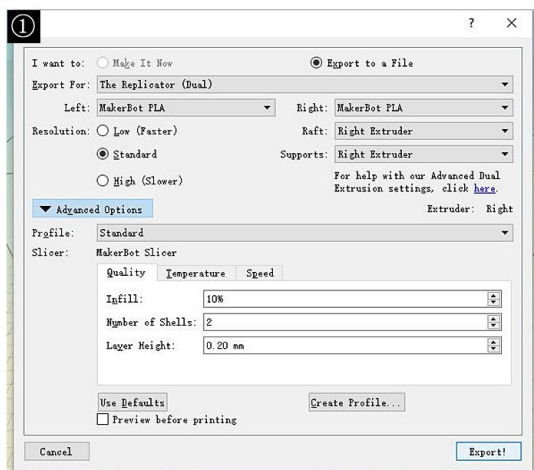 ①
? ×
I want to: Make It Now Export to a File
Export For: The Replicator (Dual)
Left: MakerBot PLA Right: MakerBot PLA
Resolution: Low (Faster) Raft: Right Extruder
Standard Supports: Right Extruder
High (Slower) For help with our Advanced Dual
Extrusion settings, click here.
Advanced Options Extruder: Right
Profile: Standard
Slicer: MakerBot Slicer
Quality Temperature Speed
Infill: 10%
Number of Shells: 2
Layer Height: 0.20 mm
Use Defaults Create Profile...
Preview before printing
Cancel Export!